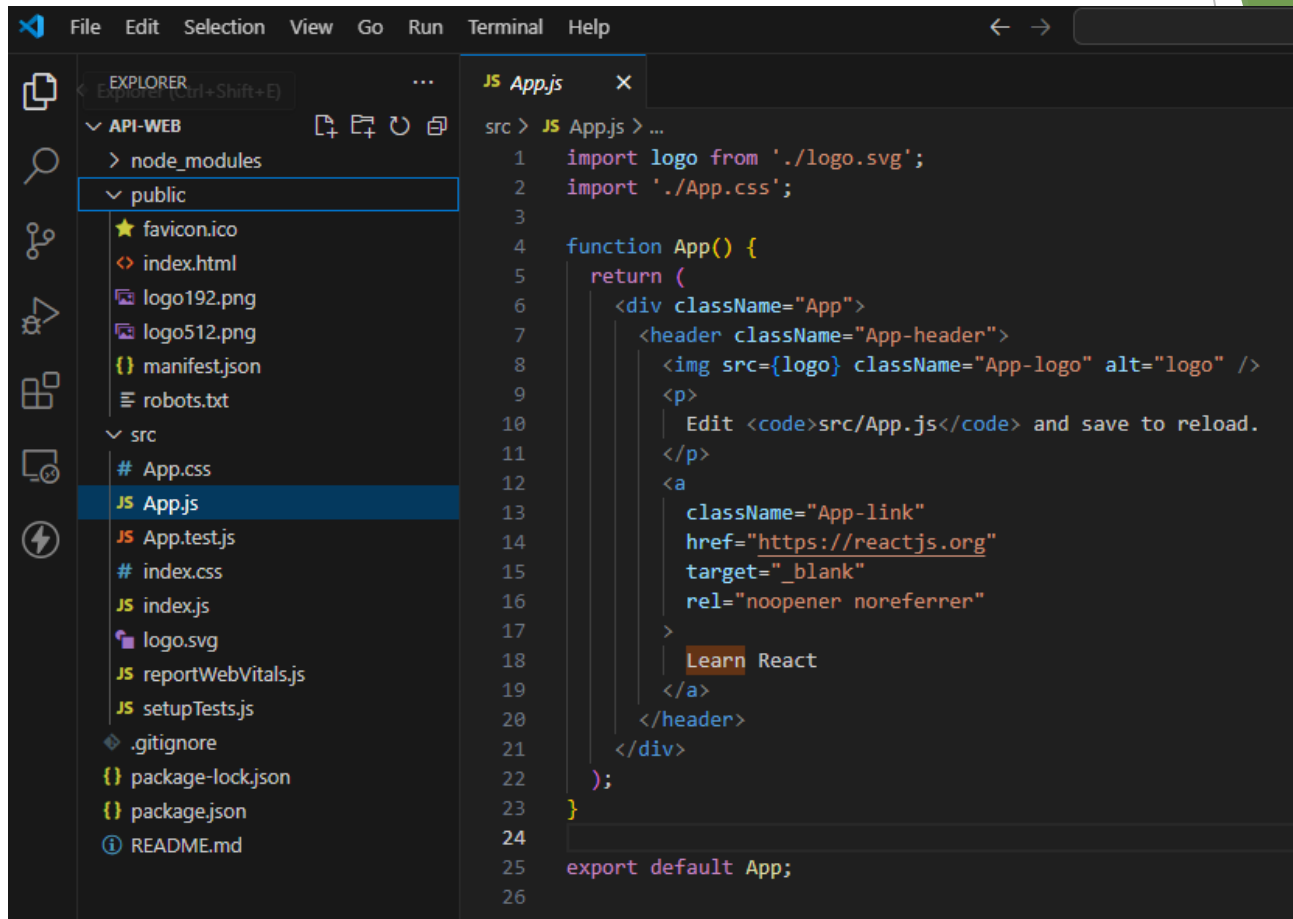 File Edit Selection View Go Run Terminal Help
EXPLORER
Explorer (Ctrl+Shift+E)
JS App.js
API-WEB
src > JS App.js > ...
node_modules
public
favicon.ico
index.html
logo192.png
logo512.png
{} manifest.json
robots.txt
src
# App.css
JS App.js
JS App.test.js
# index.css
JS index.js
logo.svg
JS reportWebVitals.js
JS setupTests.js
.gitignore
{} package-lock.json
{} package.json
README.md
1 import logo from './logo.svg';
2 import './App.css';
3
4 function App() {
5 return (
6 <div className="App">
7 <header className="App-header">
8 <img src={logo} className="App-logo" alt="logo" />
9 <p>
10 Edit <code>src/App.js</code> and save to reload.
11 </p>
12 <a
13 className="App-link"
14 href="https://reactjs.org"
15 target="_blank"
16 rel="noopener noreferrer"
17 >
18 Learn React
19 </a>
20 </header>
21 </div>
22 );
23 }
24
25 export default App;
26